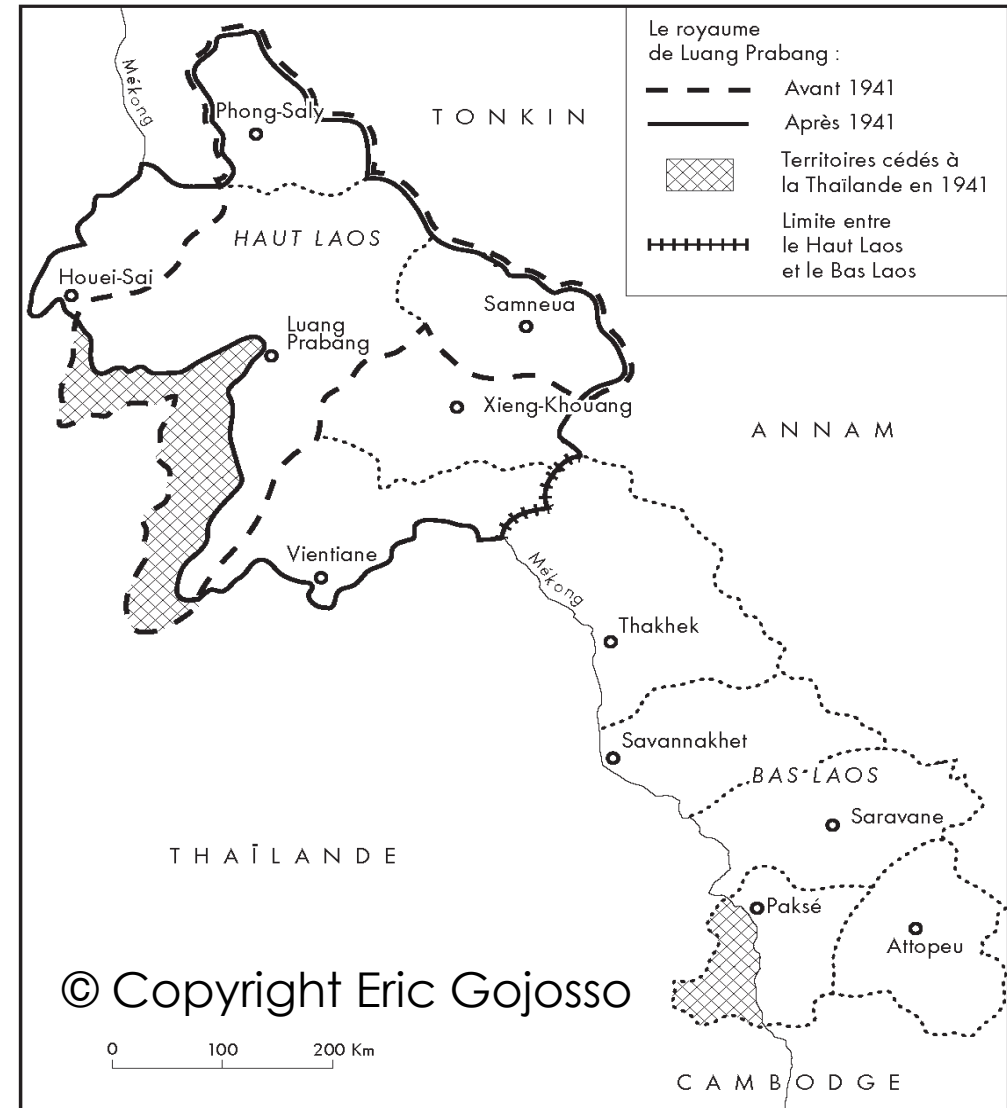 Le royaume
de Luang Prabang :
Avant 1941
Après 1941
Territoires cédés à
la Thaïlande en 1941
Limite entre
le Haut Laos
et le Bas Laos
Mékong
Phong-Saly
TONKIN
HAUT LAOS
Houei-Sai
Samneua
Luang
Prabang
Xieng-Khouang
ANNAM
Vientiane
Mékong
Thakhek
Savannakhet
BAS LAOS
Saravane
THAÏLANDE
Paksé
Attopeu
© Copyright Eric Gojosso
0 100 200 Km
CAMBODGE